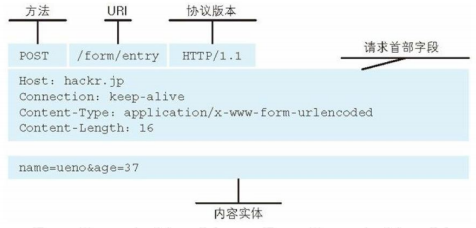 方法 URI 协议版本
请求首部字段
POST /form/entry HTTP/1.1
Host: hackr.jp
Connection: keep-alive
Content-Type: application/x-www-form-urlencoded
Content-Length: 16
name=ueno&age=37
内容实体